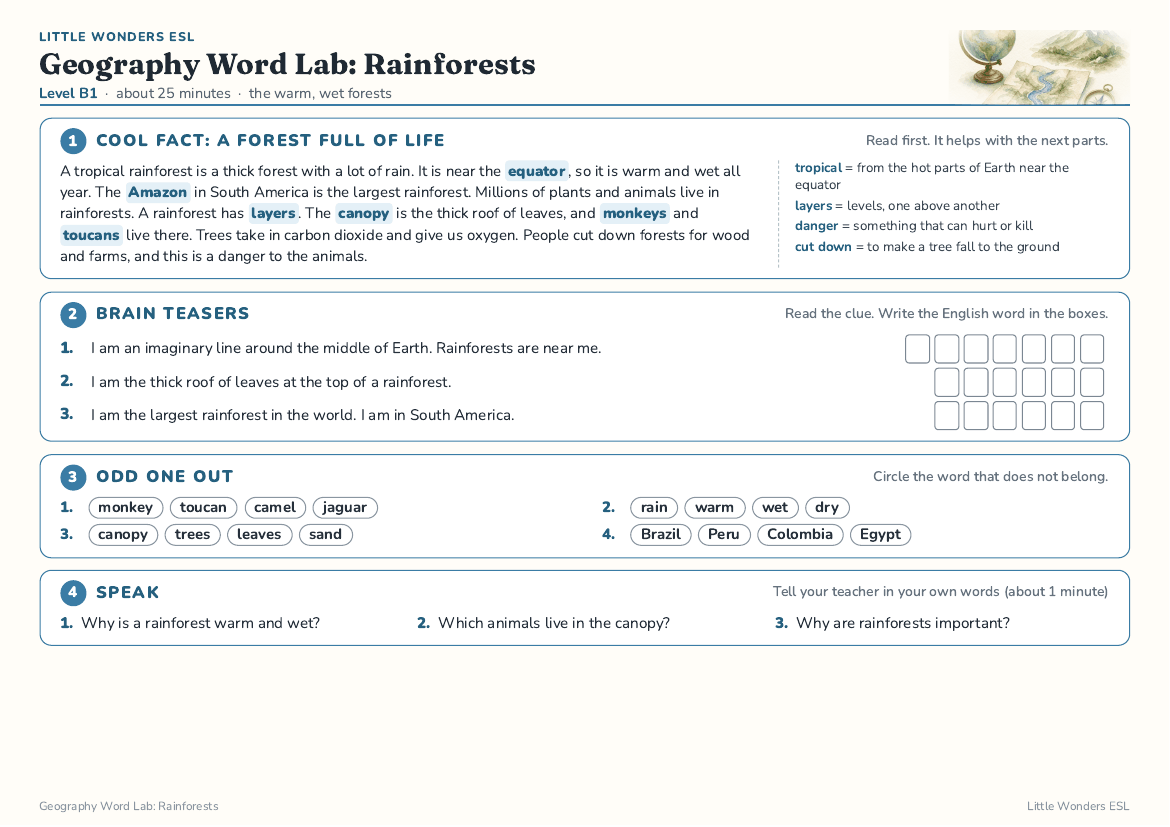 LITTLE WONDERS ESL
Geography Word Lab: Rainforests
Level B1 · about 25 minutes · the warm, wet forests
1 COOL FACT: A FOREST FULL OF LIFE
Read first. It helps with the next parts.
A tropical rainforest is a thick forest with a lot of rain. It is near the equator, so it is warm and wet all
year. The Amazon in South America is the largest rainforest. Millions of plants and animals live in
rainforests. A rainforest has layers. The canopy is the thick roof of leaves, and monkeys and
toucans live there. Trees take in carbon dioxide and give us oxygen. People cut down forests for wood
and farms, and this is a danger to the animals.
tropical = from the hot parts of Earth near the
equator
layers = levels, one above another
danger = something that can hurt or kill
cut down = to make a tree fall to the ground
2 BRAIN TEASERS
Read the clue. Write the English word in the boxes.
1. I am an imaginary line around the middle of Earth. Rainforests are near me.
2. I am the thick roof of leaves at the top of a rainforest.
3. I am the largest rainforest in the world. I am in South America.
3 ODD ONE OUT
Circle the word that does not belong.
1. monkey toucan camel jaguar
2. rain warm wet dry
3. canopy trees leaves sand
4. Brazil Peru Colombia Egypt
4 SPEAK
Tell your teacher in your own words (about 1 minute)
1. Why is a rainforest warm and wet?
2. Which animals live in the canopy?
3. Why are rainforests important?
Geography Word Lab: Rainforests
Little Wonders ESL